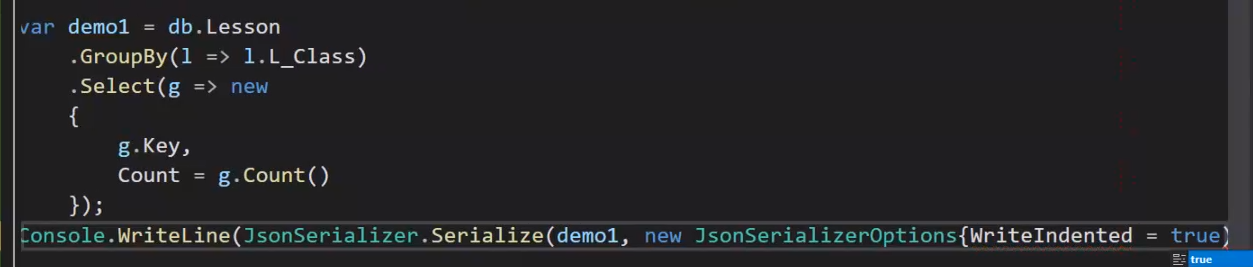 var demo1 = db.Lesson
.GroupBy(l => l.L_Class)
.Select(g => new
{
g.Key,
Count = g.Count()
});
Console.WriteLine(JsonSerializer.Serialize(demo1, new JsonSerializerOptions{WriteIndented = true)
true